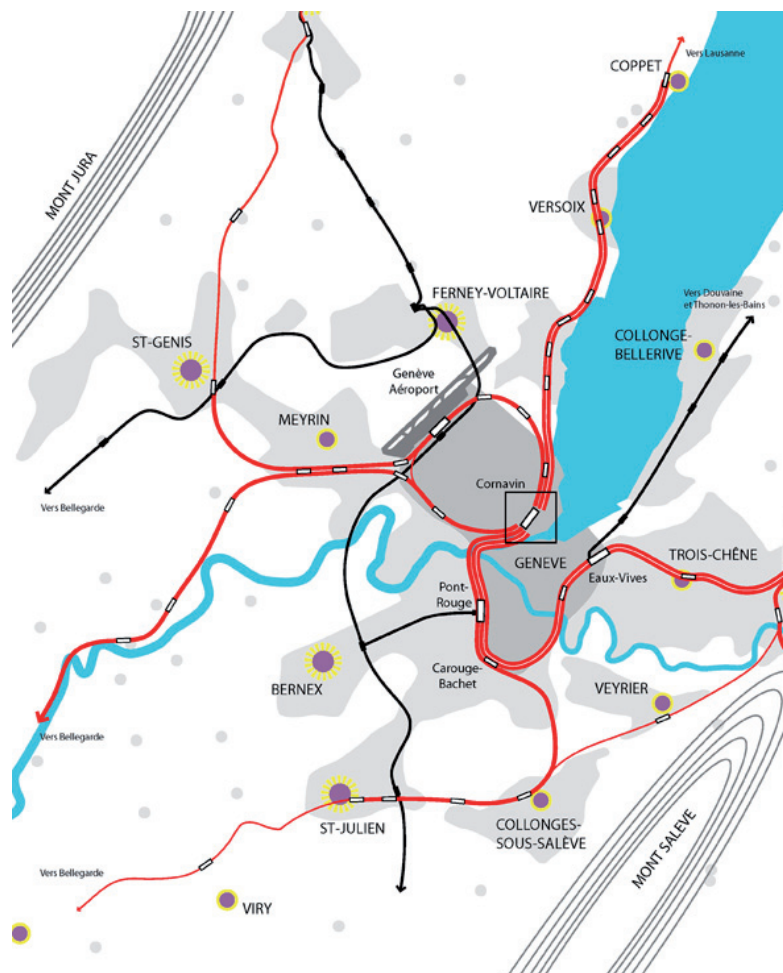 Vers Lausanne
COPPET
MONT JURA
VERSOIX
Vers Douvaine
et Thonon-les-Bains
FERNEY-VOLTAIRE
COLLONGE-
BELLERIVE
ST-GENIS
Genève
Aéroport
MEYRIN
Cornavin
Vers Bellegarde
GENEVE
TROIS-CHÊNE
Eaux-Vives
Pont-
Rouge
BERNEX
Carouge-
Bachet
VEYRIER
Vers Bellegarde
ST-JULIEN
COLLONGES-
SOUS-SALÈVE
MONT SALEVE
Vers Bellegarde
VIRY